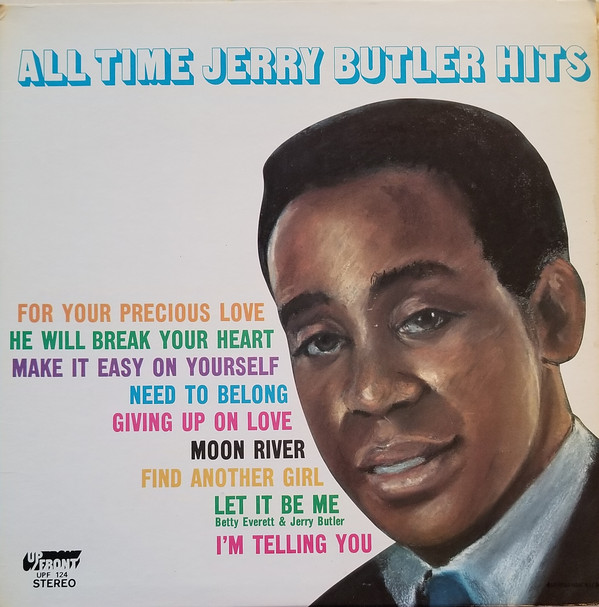 ALL TIME JERRY BUTLER HITS
FOR YOUR PRECIOUS LOVE
HE WILL BREAK YOUR HEART
MAKE IT EASY ON YOURSELF
NEED TO BELONG
GIVING UP ON LOVE
MOON RIVER
FIND ANOTHER GIRL
LET IT BE ME
Betty Everett & Jerry Butler
I'M TELLING YOU
UP FRONT
UPF 124
STEREO